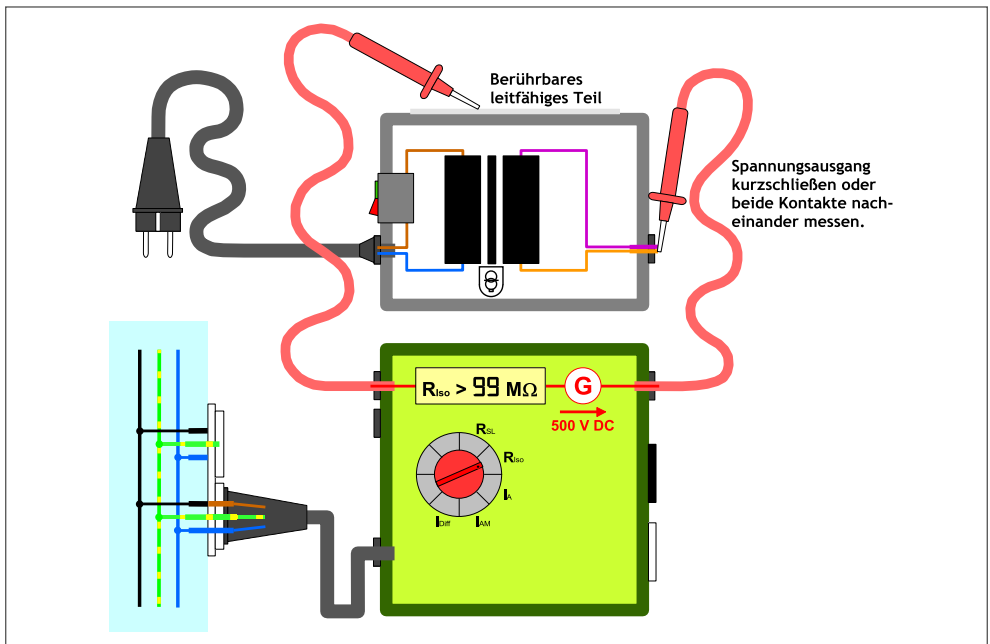 Berührbares
leitfähiges Teil
Spannungsausgang
kurzschließen oder
beide Kontakte nach-
einander messen.
RIso > 99 MΩ
G
500 V DC
RSL
RIso
IA
IAM
IDiff